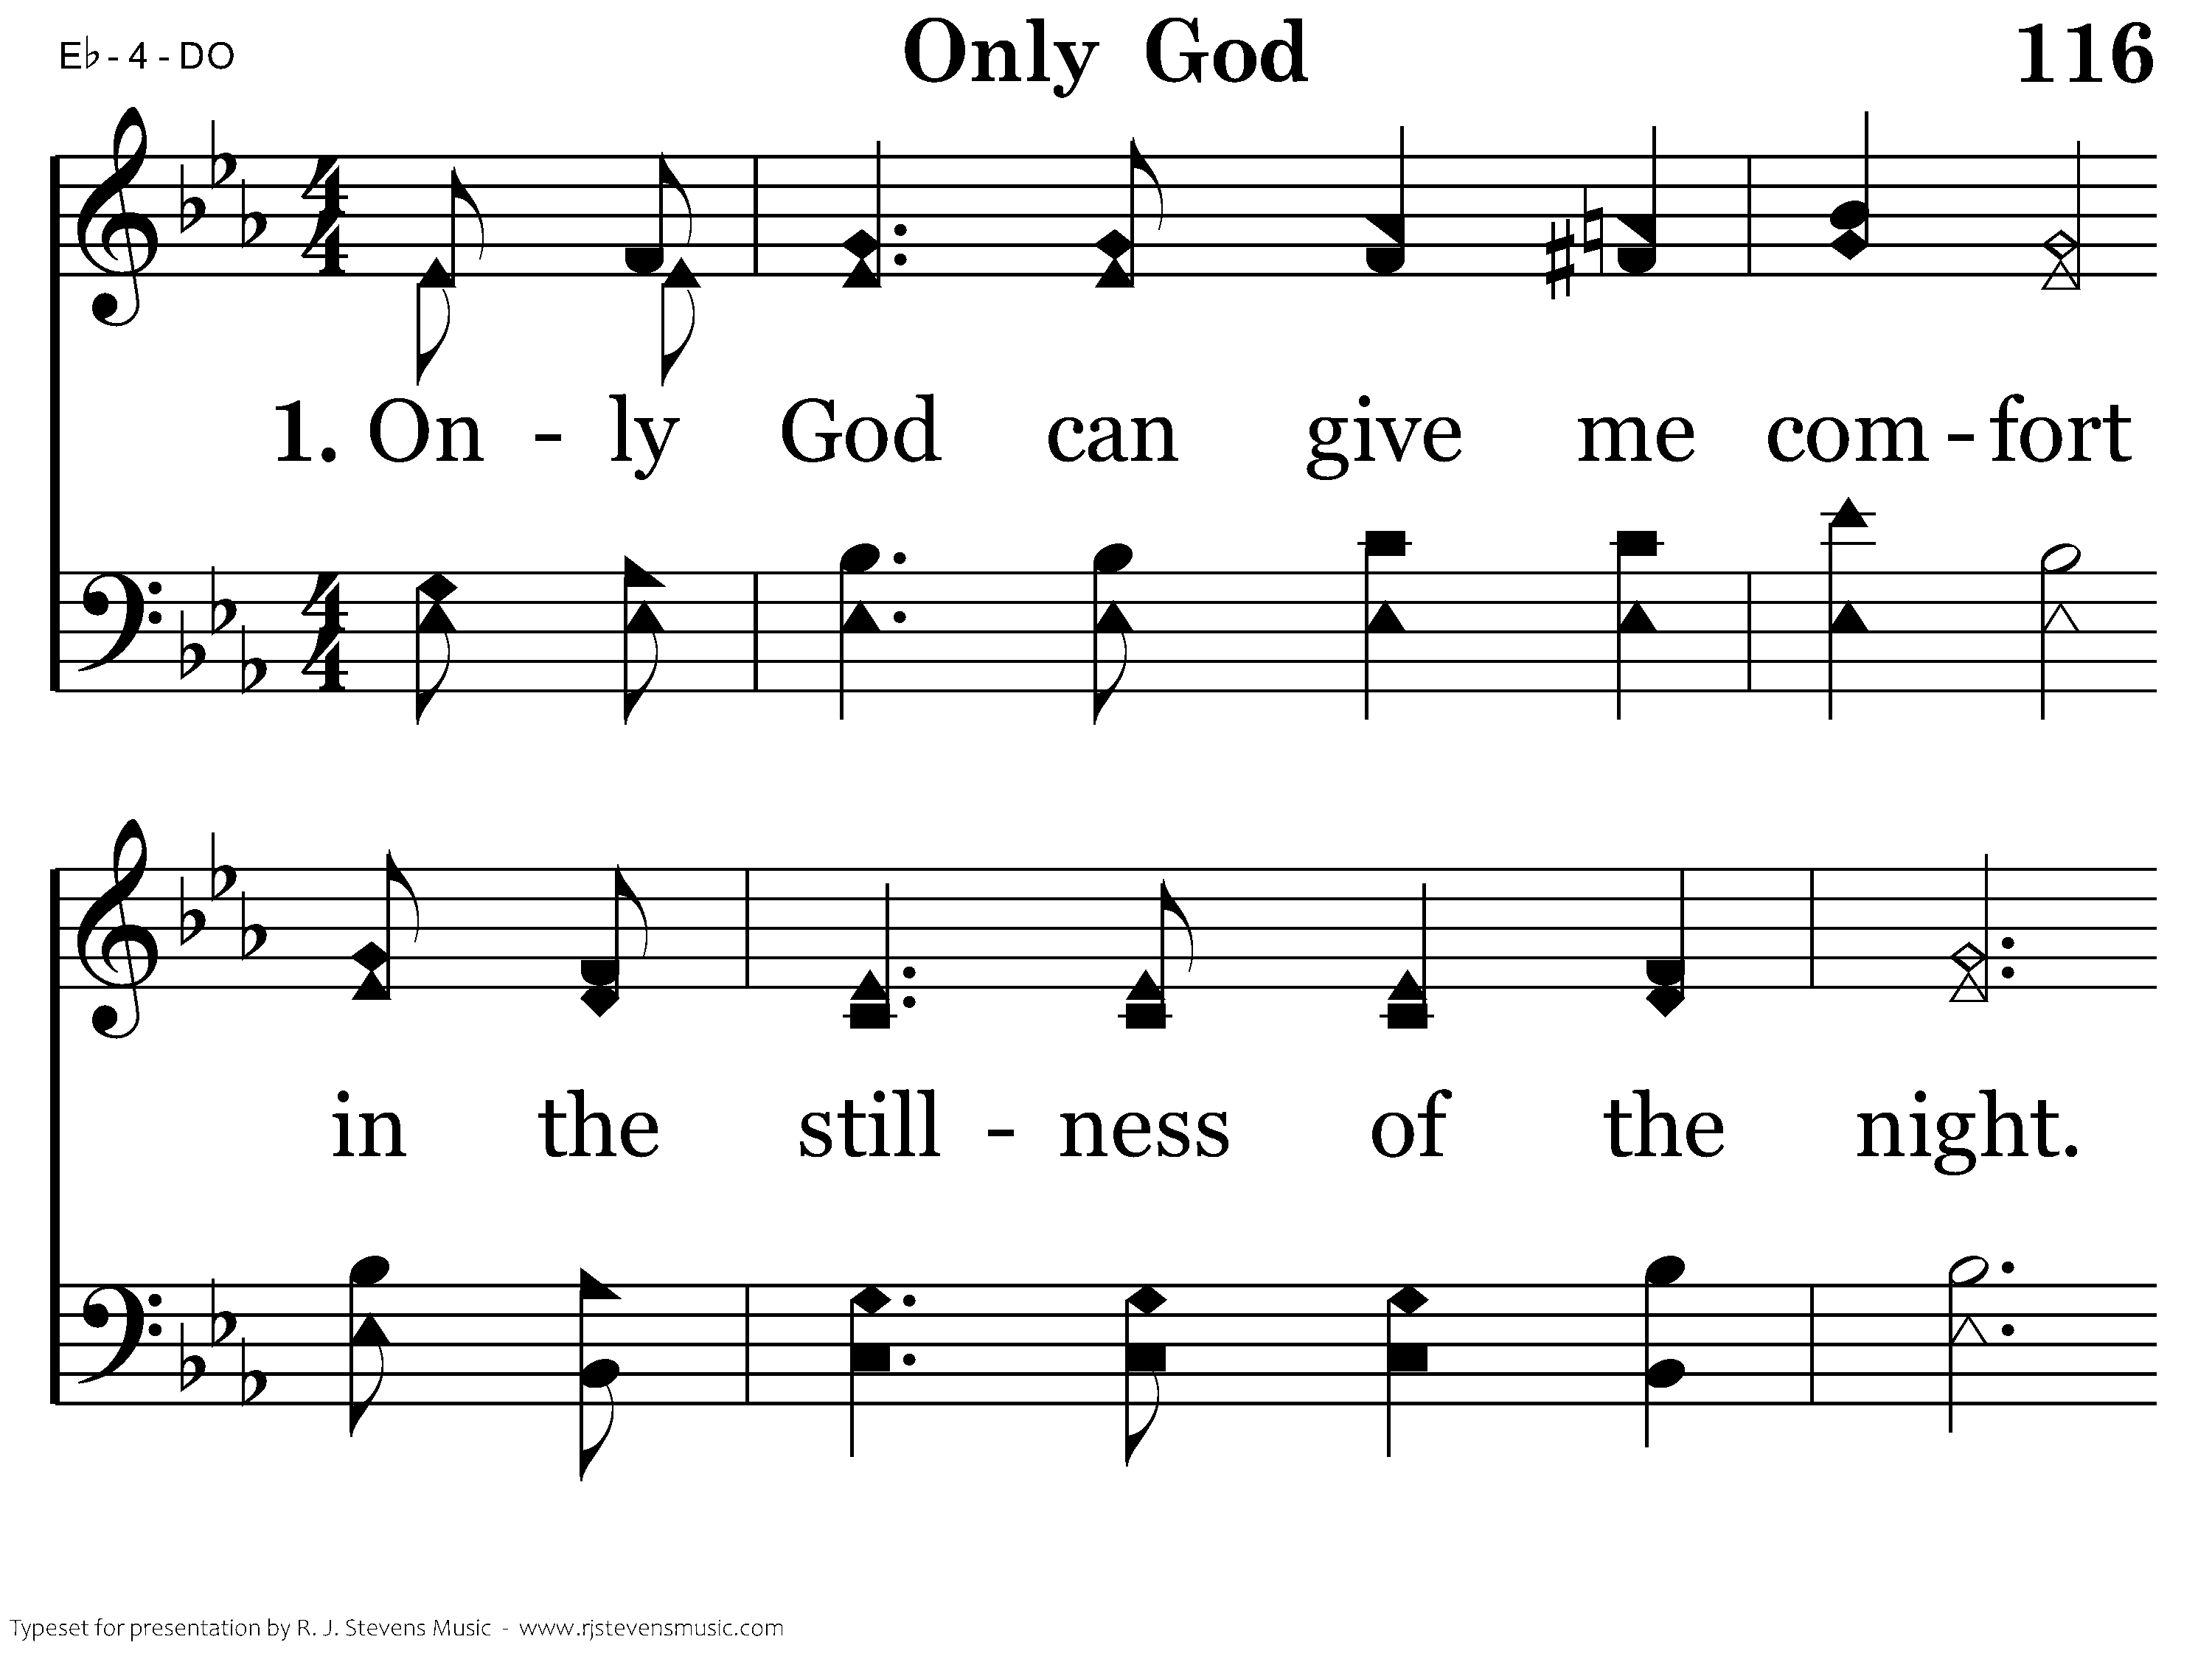 E♭ - 4 - DO
Only God
116
1. On - ly God can give me com - fort
in the still - ness of the night.
Typeset for presentation by R. J. Stevens Music - www.rjstevensmusic.com